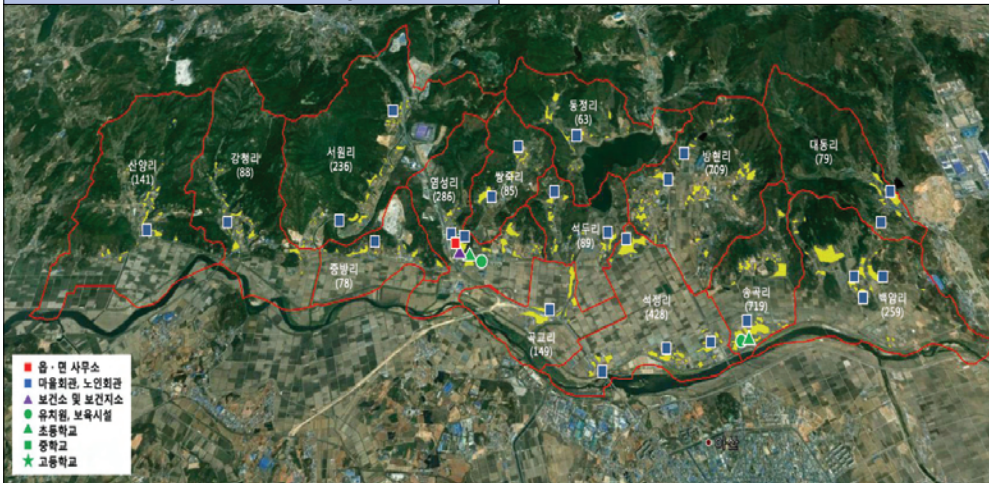 산양리
(141)
강청리
(88)
서원리
(236)
염성리
(286)
쌍죽리
(85)
동정리
(63)
방현리
(709)
대동리
(79)
중방리
(78)
석두리
(89)
석정리
(428)
송곡리
(719)
백암리
(259)
곡교리
(149)
읍·면 사무소
마을회관, 노인회관
보건소 및 보건지소
유치원, 보육시설
초등학교
중학교
고등학교